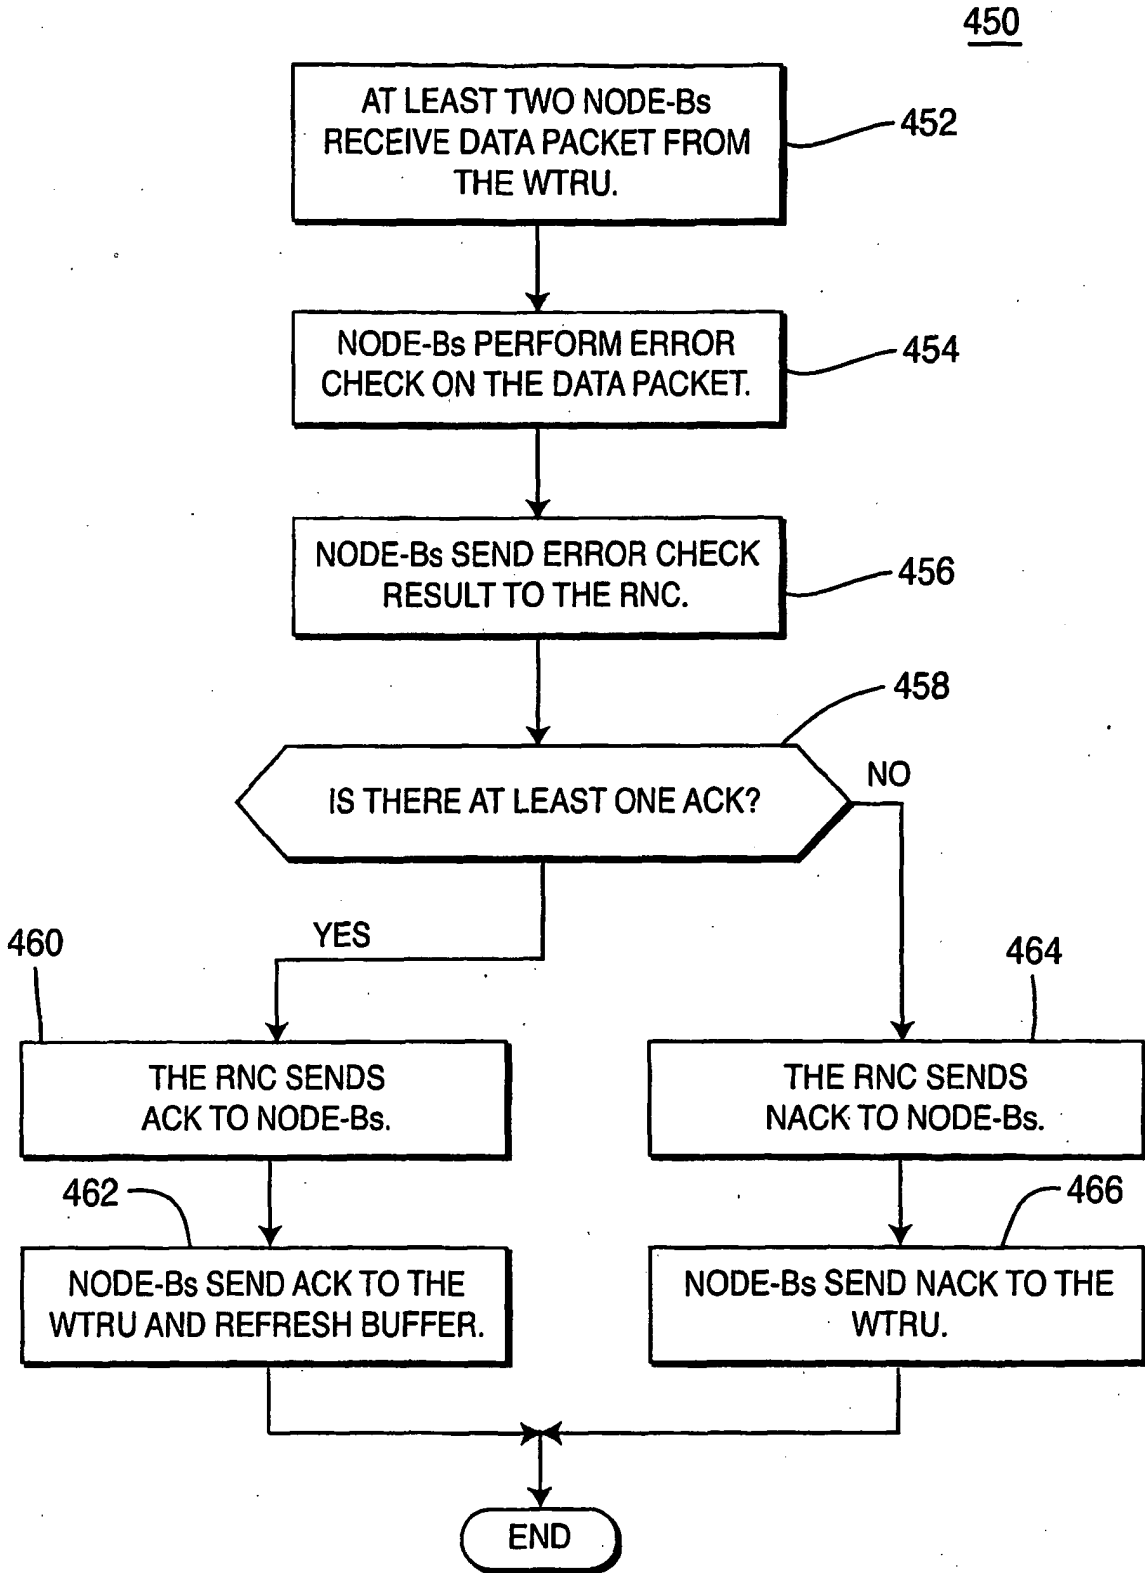 450
AT LEAST TWO NODE-Bs
RECEIVE DATA PACKET FROM
THE WTRU.
452
NODE-Bs PERFORM ERROR
CHECK ON THE DATA PACKET.
454
NODE-Bs SEND ERROR CHECK
RESULT TO THE RNC.
456
458
IS THERE AT LEAST ONE ACK?
NO
YES
460
464
THE RNC SENDS
ACK TO NODE-Bs.
THE RNC SENDS
NACK TO NODE-Bs.
462
466
NODE-Bs SEND ACK TO THE
WTRU AND REFRESH BUFFER.
NODE-Bs SEND NACK TO THE
WTRU.
END